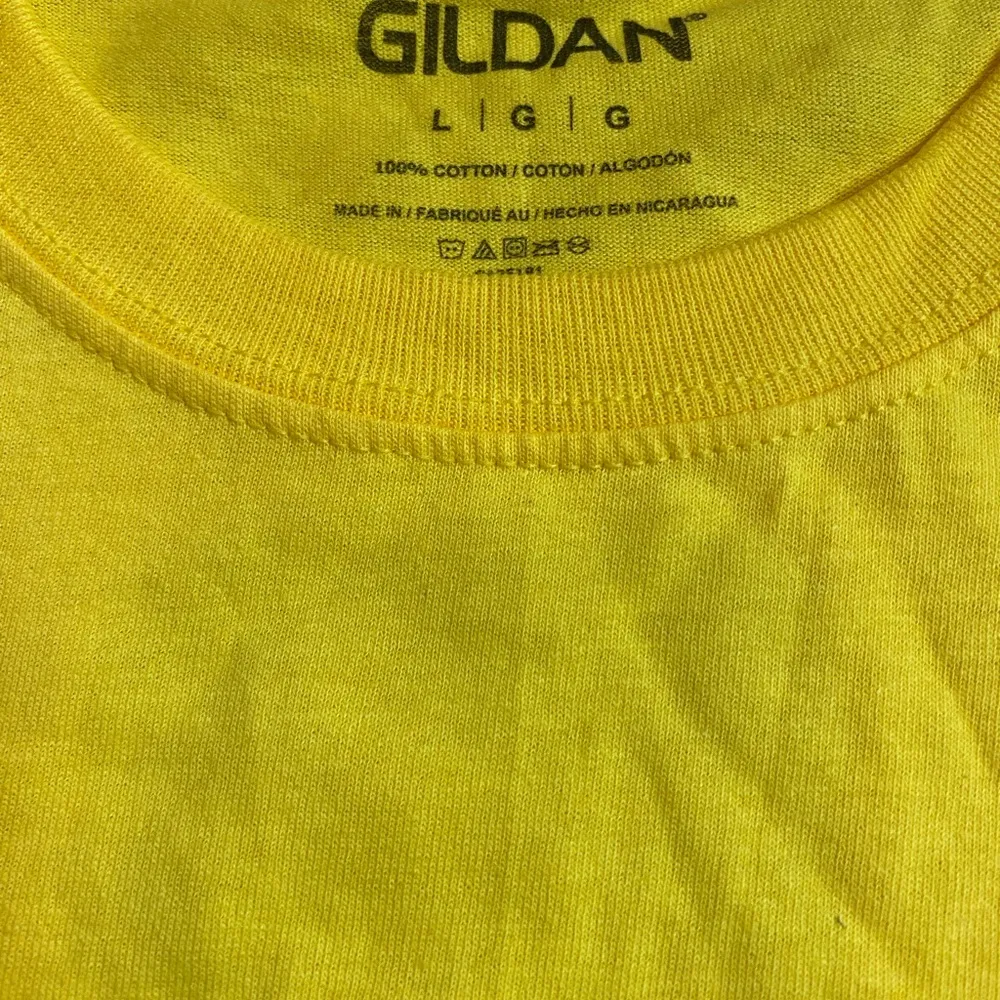 GILDAN®
L | G | G
100% COTTON / COTON / ALGODÓN
MADE IN / FABRIQUÉ AU / HECHO EN NICARAGUA